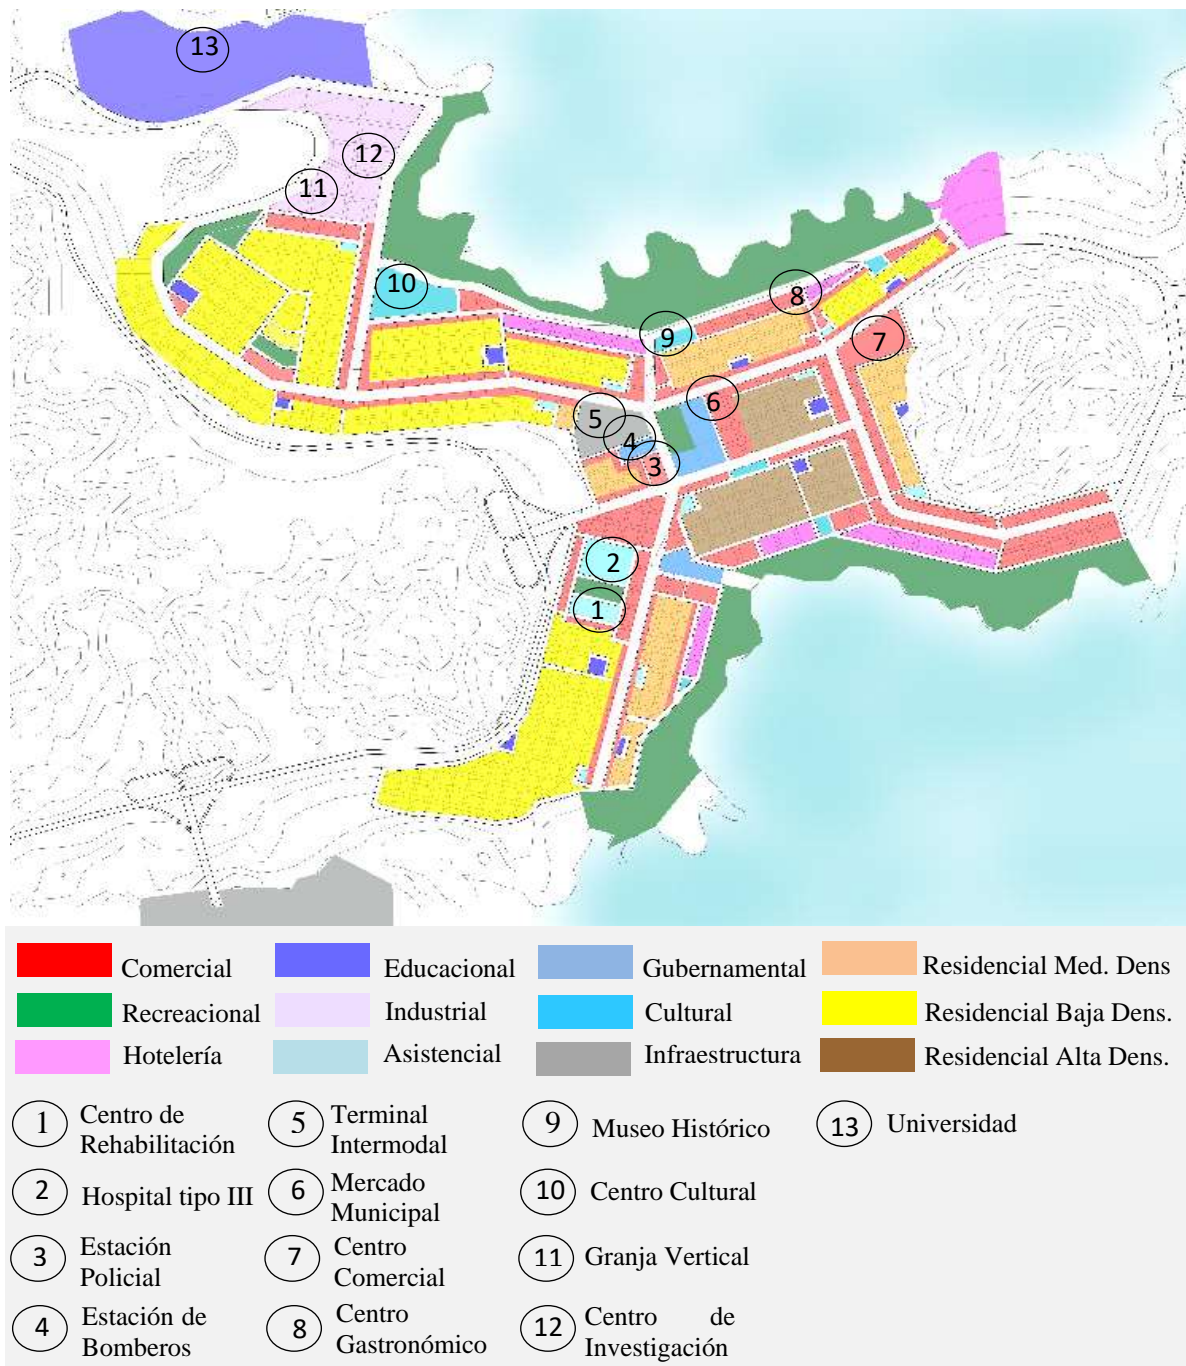 13
12
11
10
9
8
7
6
5
4
3
2
1
Comercial
Educacional
Gubernamental
Residencial Med. Dens
Recreacional
Industrial
Cultural
Residencial Baja Dens.
Hotelería
Asistencial
Infraestructura
Residencial Alta Dens.
1 Centro de
Rehabilitación
5 Terminal
Intermodal
9 Museo Histórico
13 Universidad
2 Hospital tipo III
6 Mercado
Municipal
10 Centro Cultural
3 Estación
Policial
7 Centro
Comercial
11 Granja Vertical
4 Estación de
Bomberos
8 Centro
Gastronómico
12 Centro de
Investigación